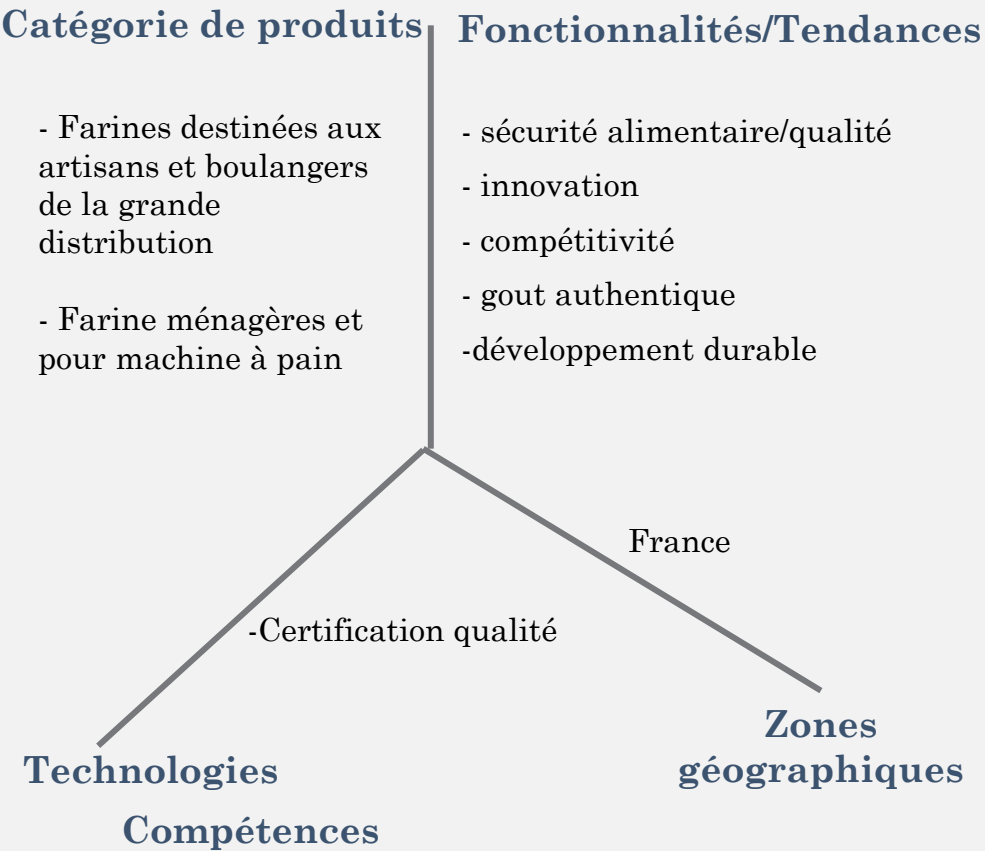 Catégorie de produits
- Farines destinées aux
artisans et boulangers
de la grande
distribution
- Farine ménagères et
pour machine à pain
Fonctionnalités/Tendances
- sécurité alimentaire/qualité
- innovation
- compétitivité
- gout authentique
-développement durable
France
-Certification qualité
Zones
géographiques
Technologies
Compétences